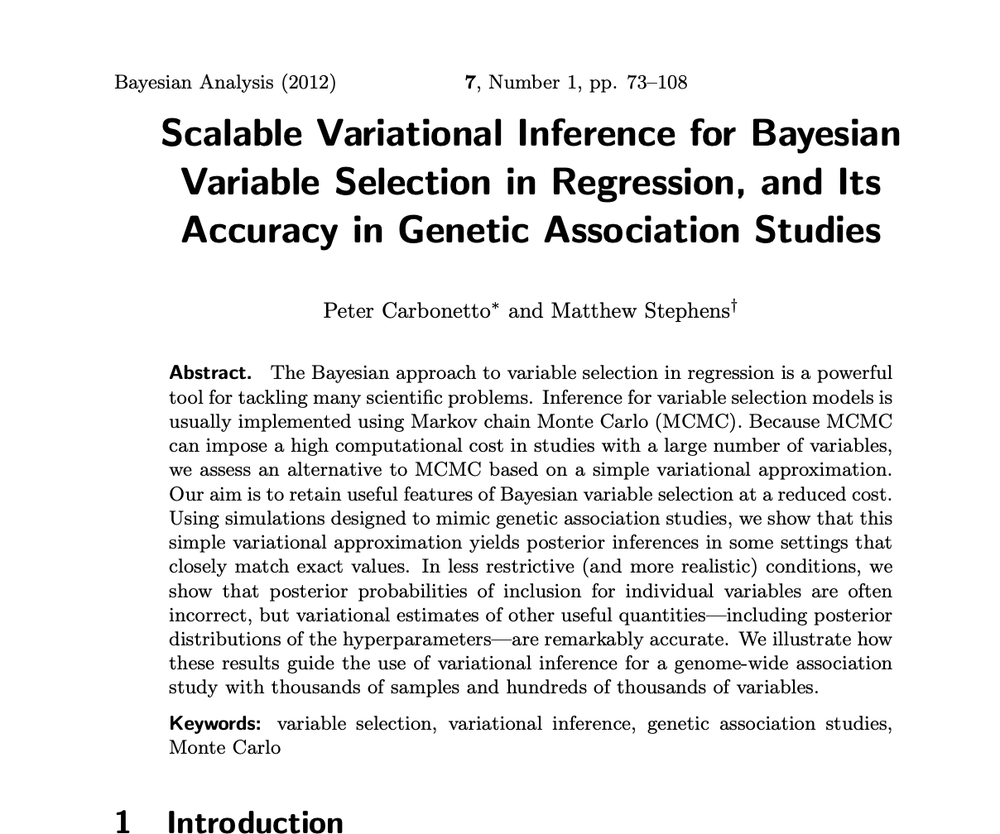 Bayesian Analysis (2012) 7, Number 1, pp. 73–108
Scalable Variational Inference for Bayesian
Variable Selection in Regression, and Its
Accuracy in Genetic Association Studies
Peter Carbonetto* and Matthew Stephens†
Abstract. The Bayesian approach to variable selection in regression is a powerful
tool for tackling many scientific problems. Inference for variable selection models is
usually implemented using Markov chain Monte Carlo (MCMC). Because MCMC
can impose a high computational cost in studies with a large number of variables,
we assess an alternative to MCMC based on a simple variational approximation.
Our aim is to retain useful features of Bayesian variable selection at a reduced cost.
Using simulations designed to mimic genetic association studies, we show that this
simple variational approximation yields posterior inferences in some settings that
closely match exact values. In less restrictive (and more realistic) conditions, we
show that posterior probabilities of inclusion for individual variables are often
incorrect, but variational estimates of other useful quantities—including posterior
distributions of the hyperparameters—are remarkably accurate. We illustrate how
these results guide the use of variational inference for a genome-wide association
study with thousands of samples and hundreds of thousands of variables.
Keywords: variable selection, variational inference, genetic association studies,
Monte Carlo
1 Introduction